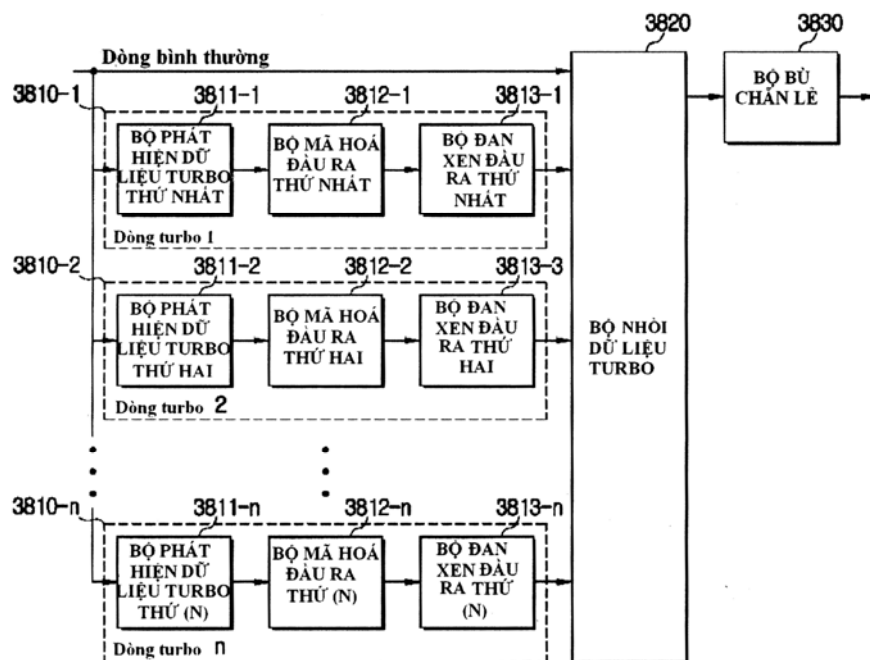 3820
3830
Dòng bình thường
BỘ BÙ
CHẴN LẺ
3810-1
3811-1
3812-1
3813-1
BỘ PHÁT
HIỆN DỮ
LIỆU TURBO
THỨ NHẤT
BỘ MÃ HOÁ
ĐẦU RA
THỨ NHẤT
BỘ ĐAN
XEN ĐẦU
RA THỨ
NHẤT
Dòng turbo 1
3810-2
3811-2
3812-2
3813-3
BỘ PHÁT
HIỆN DỮ
LIỆU TURBO
THỨ HAI
BỘ MÃ HOÁ
ĐẦU RA
THỨ HAI
BỘ ĐAN
XEN ĐẦU
RA THỨ
HAI
BỘ NHỒI
DỮ LIỆU
TURBO
Dòng turbo 2
3810-n
3811-n
3812-n
3813-n
BỘ PHÁT
HIỆN DỮ
LIỆU TURBO
THỨ (N)
BỘ MÃ HOÁ
ĐẦU RA
THỨ (N)
BỘ ĐAN
XEN ĐẦU
RA THỨ
(N)
Dòng turbo n